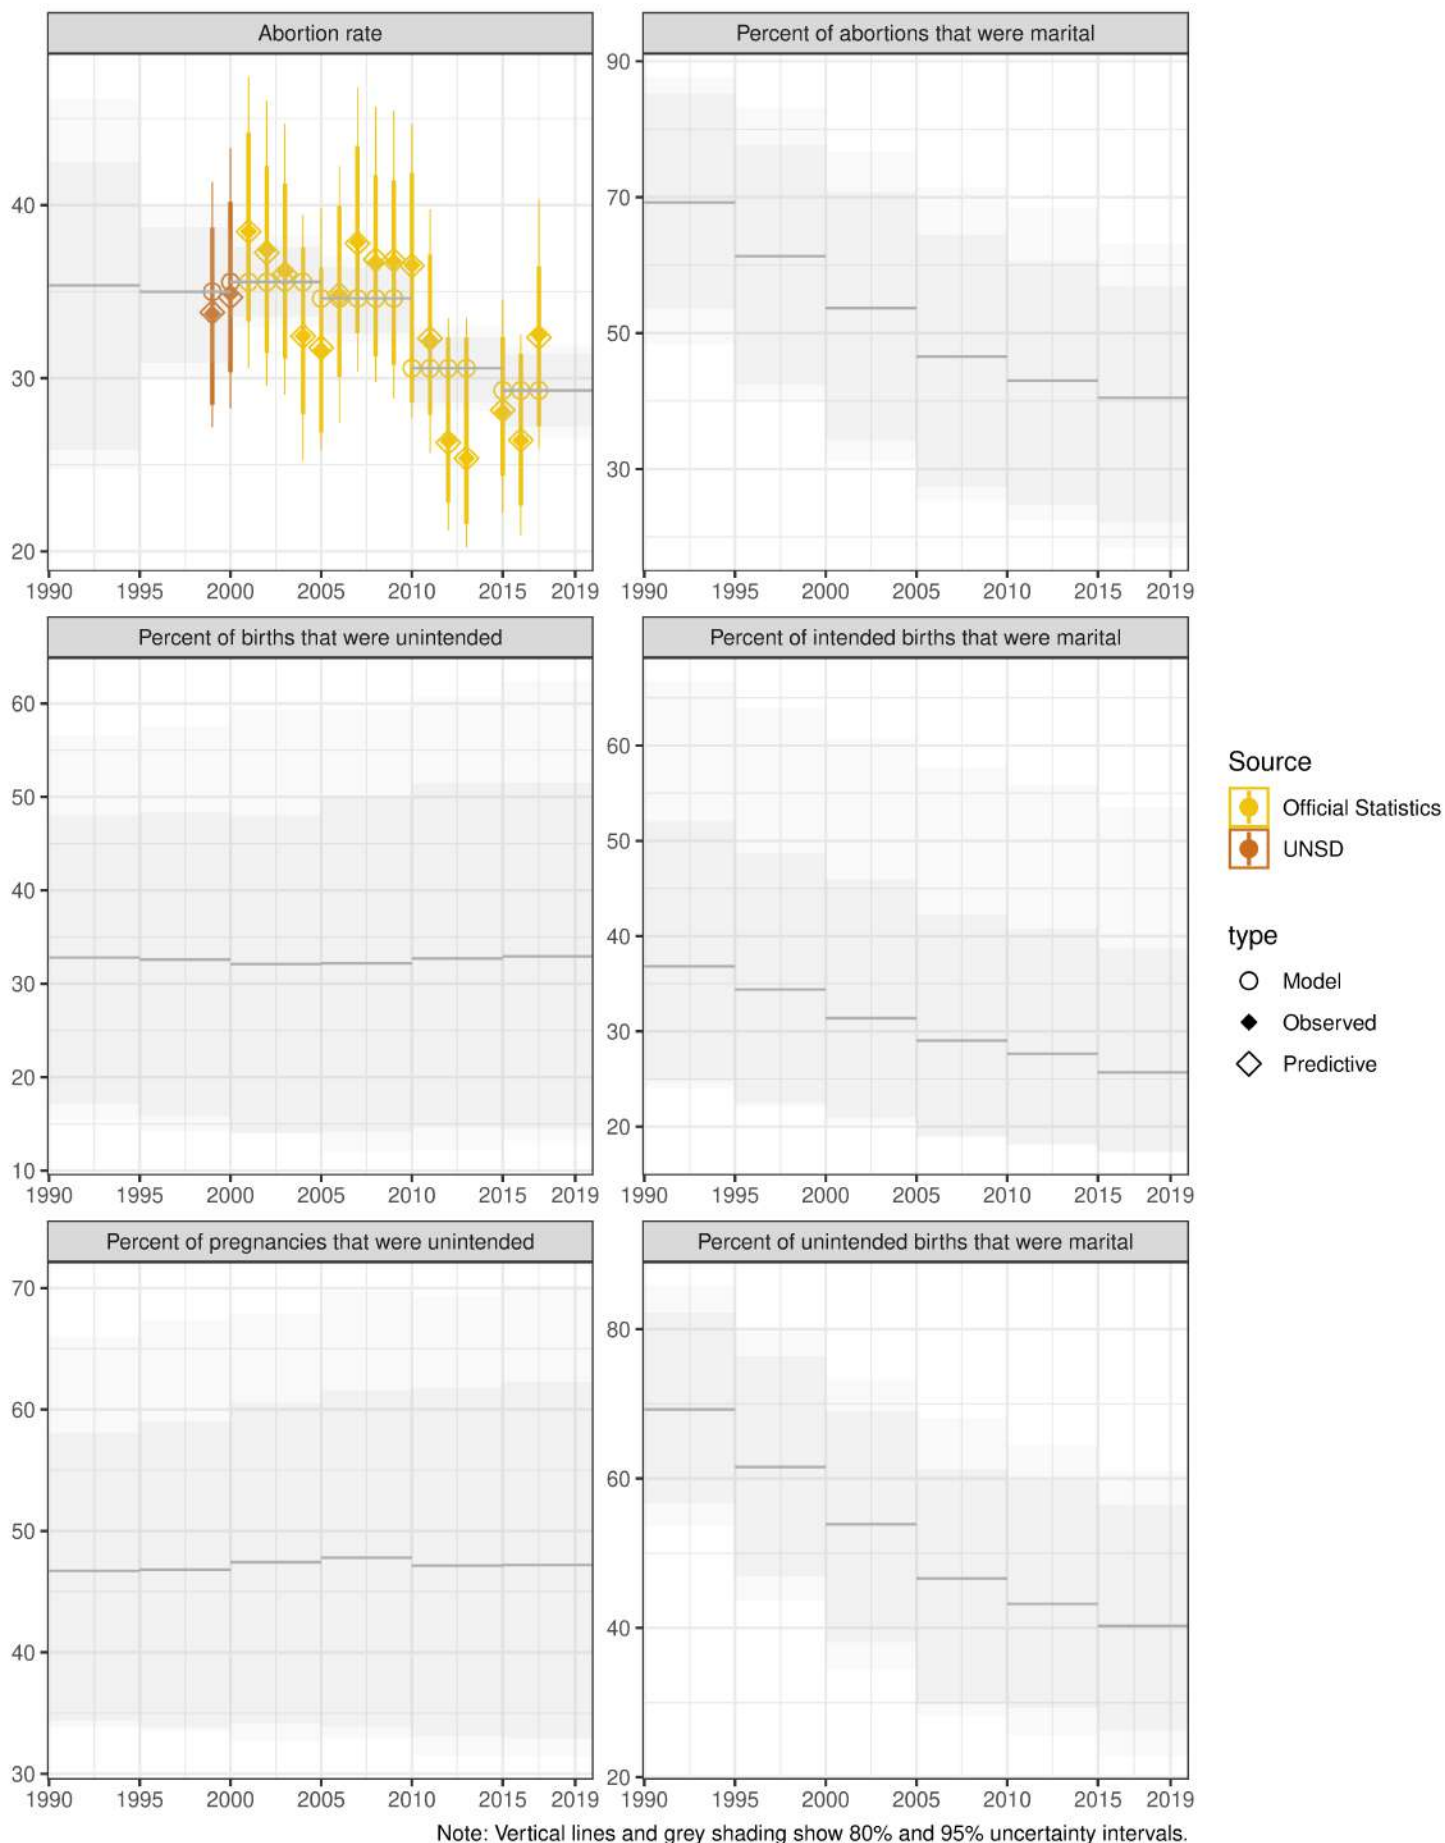 Abortion rate
40
30
20
1990 1995 2000 2005 2010 2015 2019
Percent of abortions that were marital
90
70
50
30
1990 1995 2000 2005 2010 2015 2019
Percent of births that were unintended
60
50
40
30
20
10
1990 1995 2000 2005 2010 2015 2019
Percent of intended births that were marital
60
50
40
30
20
1990 1995 2000 2005 2010 2015 2019
Percent of pregnancies that were unintended
70
60
50
40
30
1990 1995 2000 2005 2010 2015 2019
Percent of unintended births that were marital
80
60
40
20
1990 1995 2000 2005 2010 2015 2019
Source
Official Statistics
UNSD
type
Model
Observed
Predictive
Note: Vertical lines and grey shading show 80% and 95% uncertainty intervals.